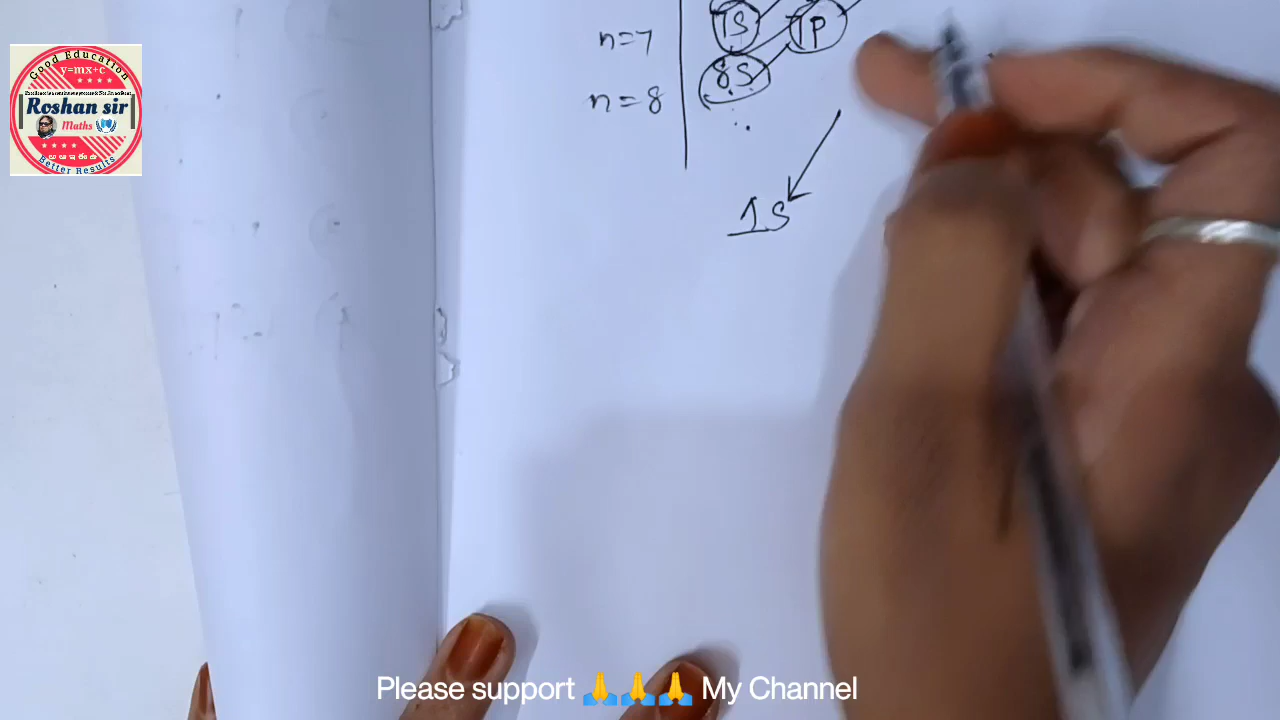 n=7 7S 7P
n=8 8S
1S
Good Education
y=mx+c
Roshan sir
Maths
Better Results
Please support 🙏🙏🙏 My Channel